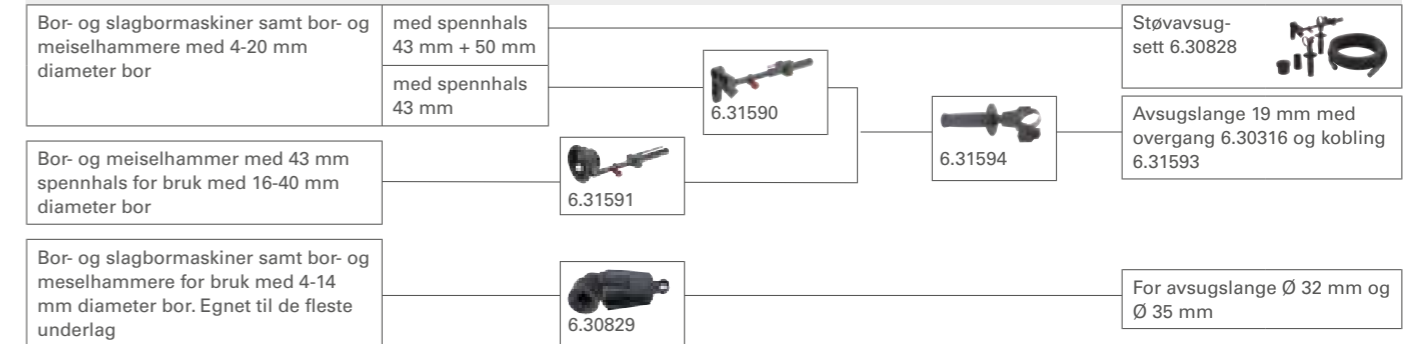 Bor- og slagbormaskiner samt bor- og
meiselhammere med 4-20 mm
diameter bor
med spennhals
43 mm + 50 mm
med spennhals
43 mm
6.31590
Støvavsug-
sett 6.30828
6.31594
Avsugslange 19 mm med
overgang 6.30316 og kobling
6.31593
Bor- og meiselhammer med 43 mm
spennhals for bruk med 16-40 mm
diameter bor
6.31591
Bor- og slagbormaskiner samt bor- og
meselhammere for bruk med 4-14
mm diameter bor. Egnet til de fleste
underlag
6.30829
For avsugslange Ø 32 mm og
Ø 35 mm